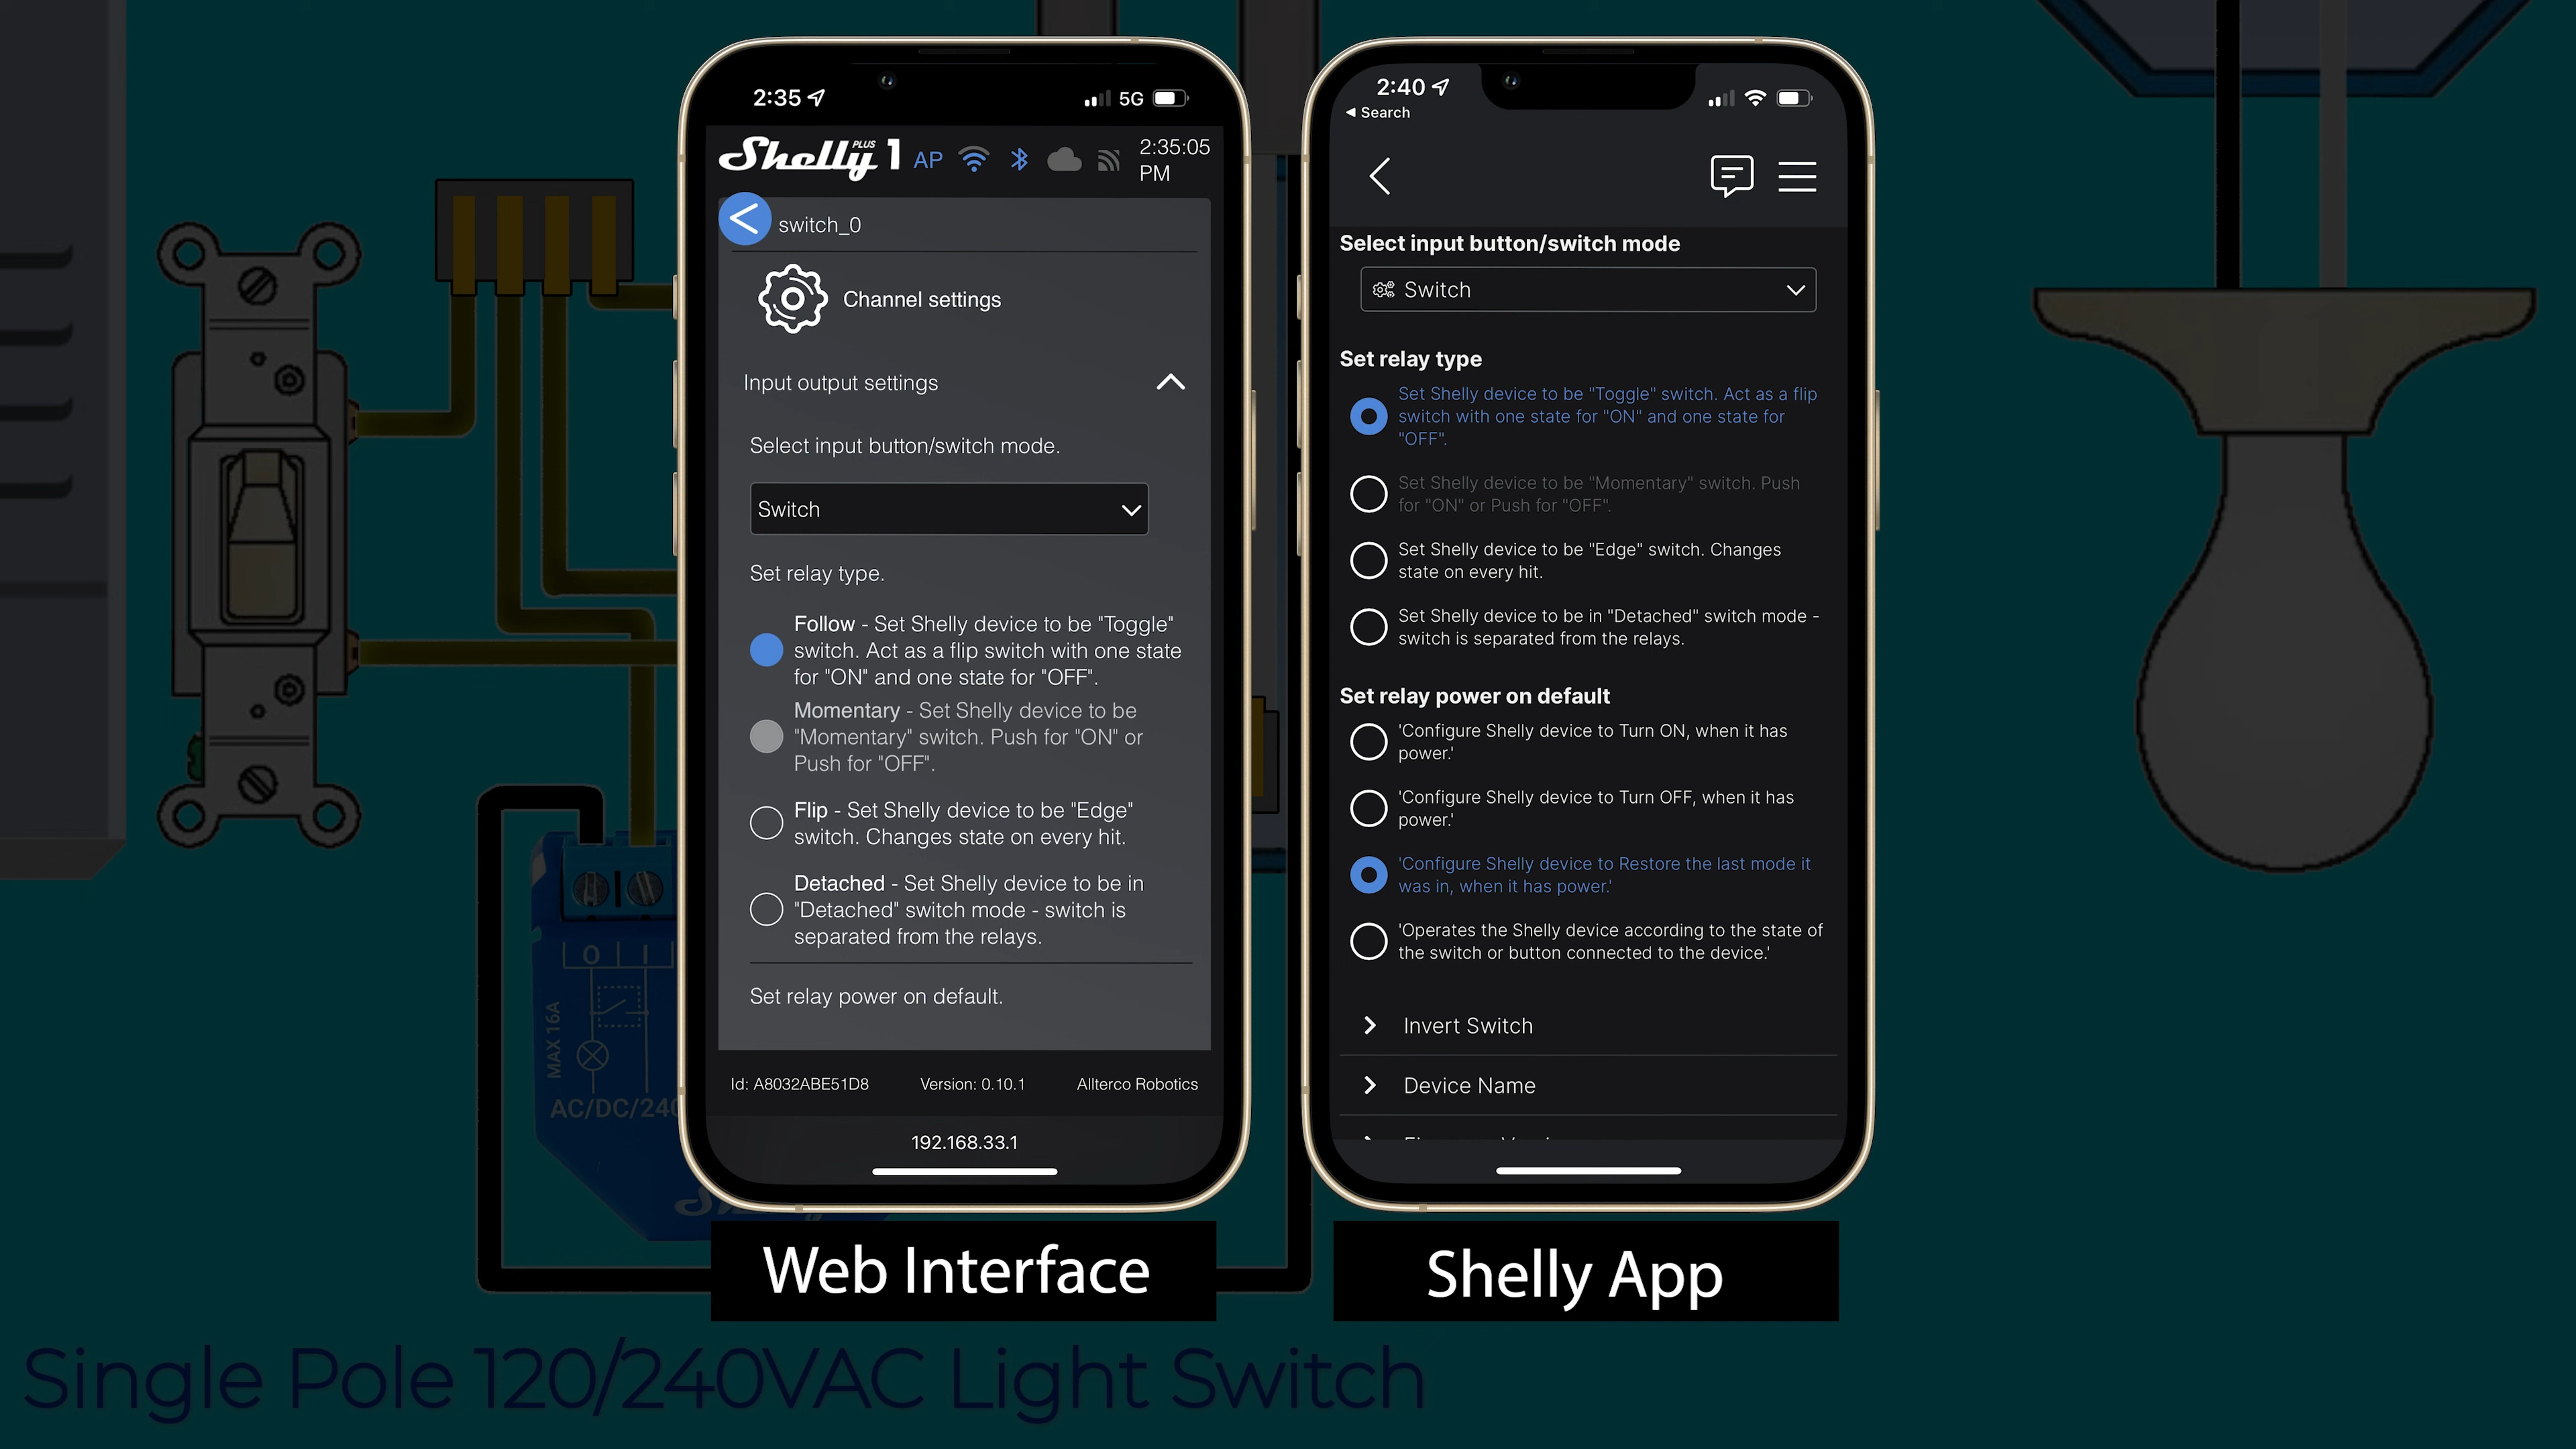 2:35
5G
Shelly PLUS 1 AP
2:35:05
PM
switch_0
Channel settings
Input output settings
Select input button/switch mode.
Switch
Set relay type.
Follow - Set Shelly device to be "Toggle"
switch. Act as a flip switch with one state
for "ON" and one state for "OFF".
Momentary - Set Shelly device to be
"Momentary" switch. Push for "ON" or
Push for "OFF".
Flip - Set Shelly device to be "Edge"
switch. Changes state on every hit.
Detached - Set Shelly device to be in
"Detached" switch mode - switch is
separated from the relays.
Set relay power on default.
Id: A8032ABE51D8 Version: 0.10.1 Allterco Robotics
192.168.33.1
Web Interface
2:40
Search
Select input button/switch mode
Switch
Set relay type
Set Shelly device to be "Toggle" switch. Act as a flip
switch with one state for "ON" and one state for
"OFF".
Set Shelly device to be "Momentary" switch. Push
for "ON" or Push for "OFF".
Set Shelly device to be "Edge" switch. Changes
state on every hit.
Set Shelly device to be in "Detached" switch mode -
switch is separated from the relays.
Set relay power on default
'Configure Shelly device to Turn ON, when it has
power.'
'Configure Shelly device to Turn OFF, when it has
power.'
'Configure Shelly device to Restore the last mode it
was in, when it has power.'
'Operates the Shelly device according to the state of
the switch or button connected to the device.'
Invert Switch
Device Name
Shelly App
O I
MAX 16A
AC/DC/240
Single Pole 120/240VAC Light Switch